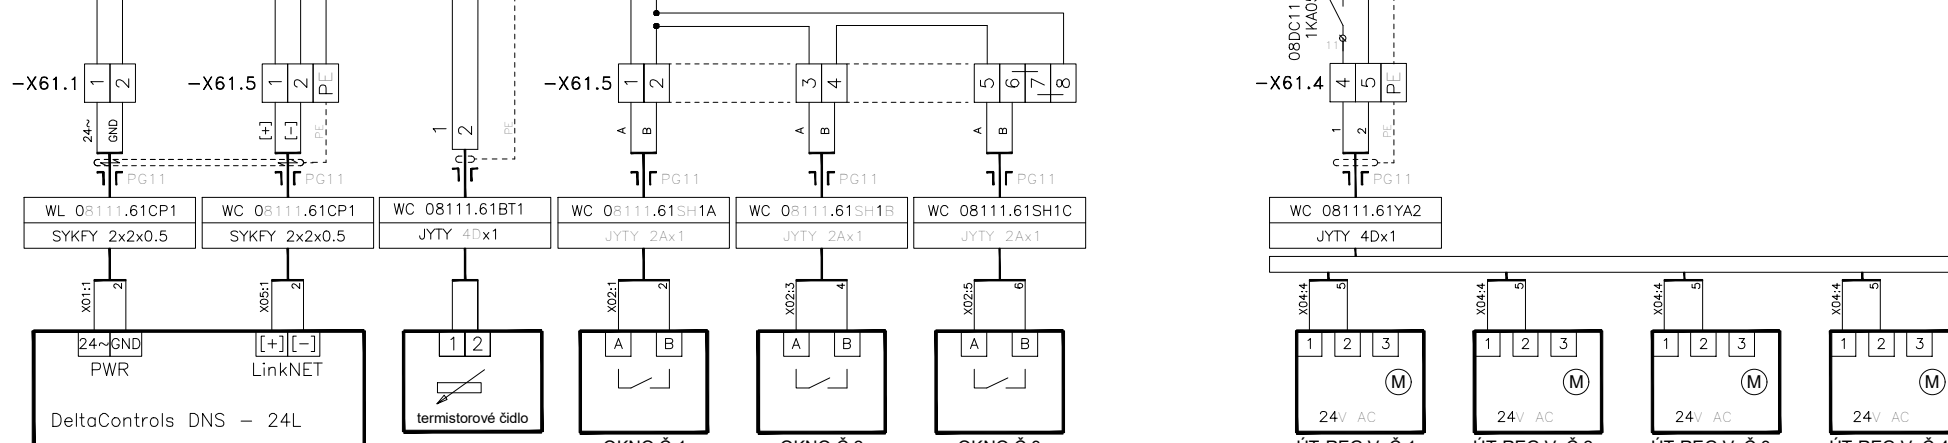 08DC11
1KA05
11
-X61.1 1 2
-X61.5 1 2 PE
1 2 PE
-X61.5 1 2 3 4 5 6 7 8
-X61.4 4 5 PE
24~ GND [+] [-] PE A B A B A B 1 2 PE
PG11 PG11 PG11 PG11 PG11 PG11
WL 08111.61CP1
SYKFY 2x2x0.5
WC 08111.61CP1
SYKFY 2x2x0.5
WC 08111.61BT1
JYTY 4Dx1
WC 08111.61SH1A
JYTY 2Ax1
WC 08111.61SH1B
JYTY 2Ax1
WC 08111.61SH1C
JYTY 2Ax1
WC 08111.61YA2
JYTY 4Dx1
X01:1 2 X05:1 2 X02:1 2 X02:3 4 X02:5 6 X04:4 5 X04:4 5 X04:4 5 X04:4 5
24~ GND [+] [-] 1 2 A B A B A B 1 2 3 1 2 3 1 2 3 1 2 3
PWR LinkNET
M M M M
DeltaControls DNS - 24L
termistorové čidlo
24V AC 24V AC 24V AC 24V AC